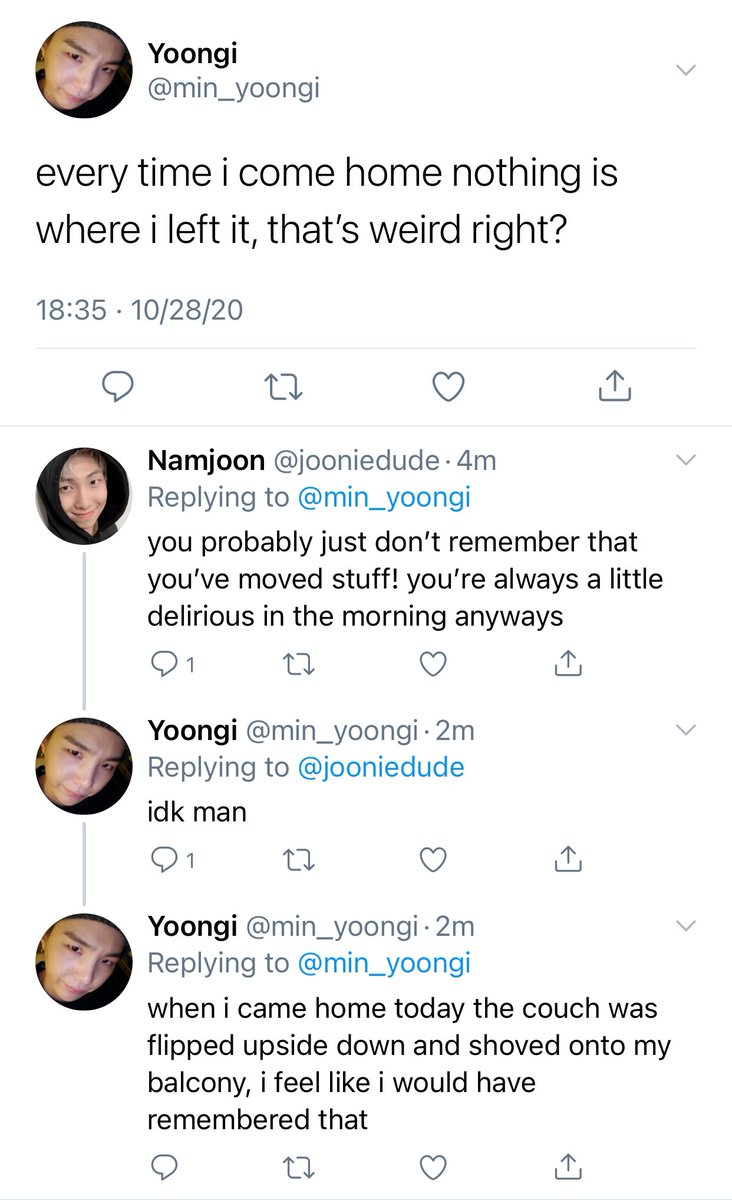 Yoongi
@min_yoongi
every time i come home nothing is
where i left it, that’s weird right?
18:35 · 10/28/20
Namjoon @jooniedude · 4m
Replying to @min_yoongi
you probably just don’t remember that
you’ve moved stuff! you’re always a little
delirious in the morning anyways
1
Yoongi @min_yoongi · 2m
Replying to @jooniedude
idk man
1
Yoongi @min_yoongi · 2m
Replying to @min_yoongi
when i came home today the couch was
flipped upside down and shoved onto my
balcony, i feel like i would have
remembered that